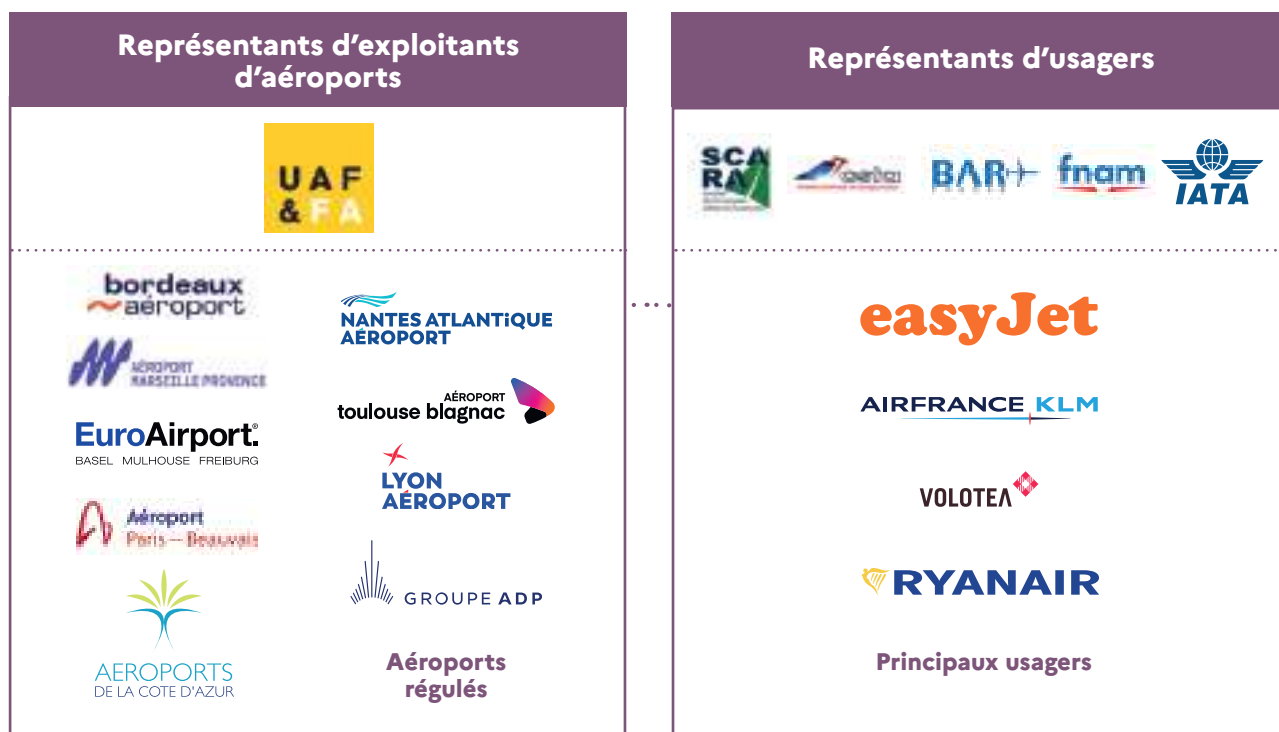 Représentants d’exploitants
d’aéroports
UAF
& FA
bordeaux
aéroport
AÉROPORT
MARSEILLE PROVENCE
EuroAirport®
BASEL MULHOUSE FREIBURG
Aéroport
Paris — Beauvais
AEROPORTS
DE LA COTE D'AZUR
NANTES ATLANTiQUE
AÉROPORT
AÉROPORT
toulouse blagnac
LYON
AÉROPORT
GROUPE ADP
Aéroports
régulés
Représentants d’usagers
SCA
RA
BAR
fnam
IATA
easyJet
AIRFRANCE KLM
VOLOTEA
RYANAIR
Principaux usagers